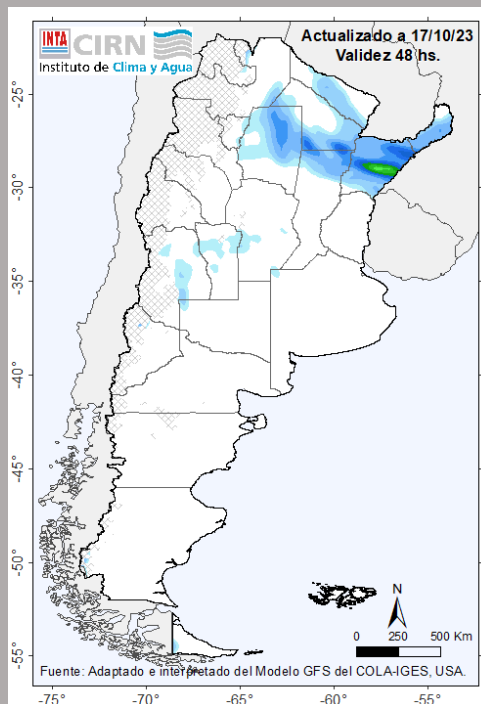 INTA CIRN
Instituto de Clima y Agua
Actualizado a 17/10/23
Validez 48 hs.
-25°
-30°
-35°
-40°
-45°
-50°
-55°
N
0 250 500 Km
Fuente: Adaptado e interpretado del Modelo GFS del COLA-IGES, USA.
-75° -70° -65° -60° -55°